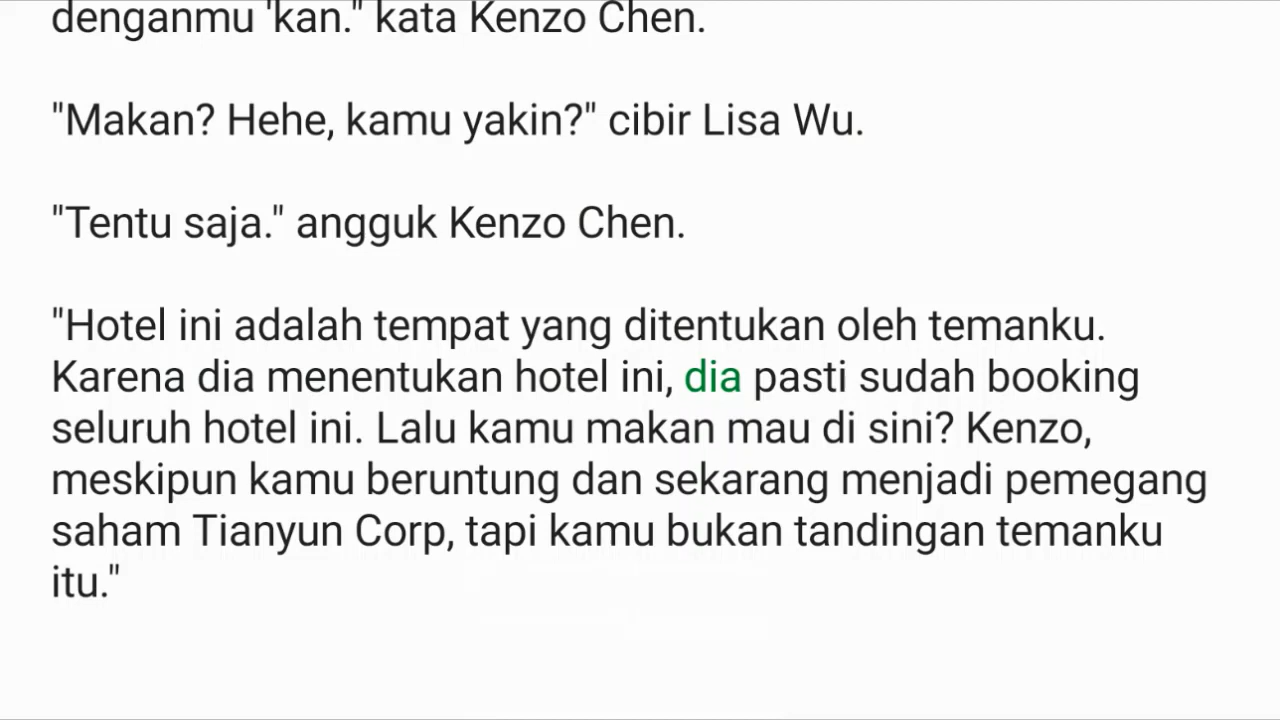 denganmu 'kan." kata Kenzo Chen.
"Makan? Hehe, kamu yakin?" cibir Lisa Wu.
"Tentu saja." angguk Kenzo Chen.
"Hotel ini adalah tempat yang ditentukan oleh temanku.
Karena dia menentukan hotel ini, dia pasti sudah booking
seluruh hotel ini. Lalu kamu makan mau di sini? Kenzo,
meskipun kamu beruntung dan sekarang menjadi pemegang
saham Tianyun Corp, tapi kamu bukan tandingan temanku
itu."